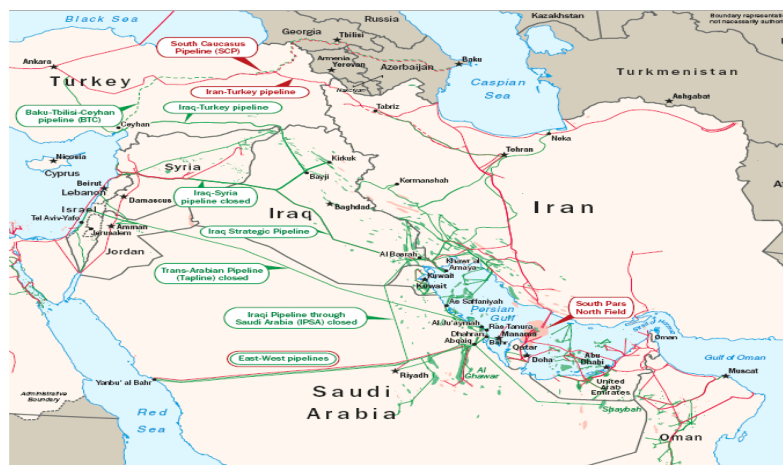 Black Sea
Russia
Kazakhstan
Boundary representation
not necessarily author
Georgia
Tbilisi
South Caucasus
Pipeline (SCP)
Ankara
Armenia
Yerevan
Azerbaijan
Baku
Caspian
Sea
Turkmenistan
Turkey
Iran-Turkey pipeline
Ashgabat
Iraq-Turkey pipeline
Tabriz
Baku-Tbilisi-Ceyhan
pipeline (BTC)
Ceyhan
Neka
Tehran
Nicosia
Cyprus
Syria
Kirkuk
Bayji
Kermanshah
Beirut
Lebanon
Damascus
Iraq-Syria
pipeline closed
Iraq
Baghdad
Iran
Israel
Tel Aviv-Yafo
Amman
Jerusalem
Jordan
Iraq Strategic Pipeline
Al Basrah
Khawr al
Amaya
Kuwait
Kuwait
Trans-Arabian Pipeline
(Tapline) closed
As Saffaniyah
Persian
Gulf
South Pars
North Field
Iraqi Pipeline through
Saudi Arabia (IPSA) closed
Al Ju'aymah
Ras Tanura
Dhahran
Manama
Abqaiq
Bahr.
Qatar
Doha
Abu
Dhabi
Oman
Gulf of Oman
Muscat
East-West pipelines
Yanbu' al Bahr
Riyadh
Al
Ghawar
United
Arab
Emirates
Shaybah
Administrative
Boundary
Saudi
Arabia
Red
Sea
Oman